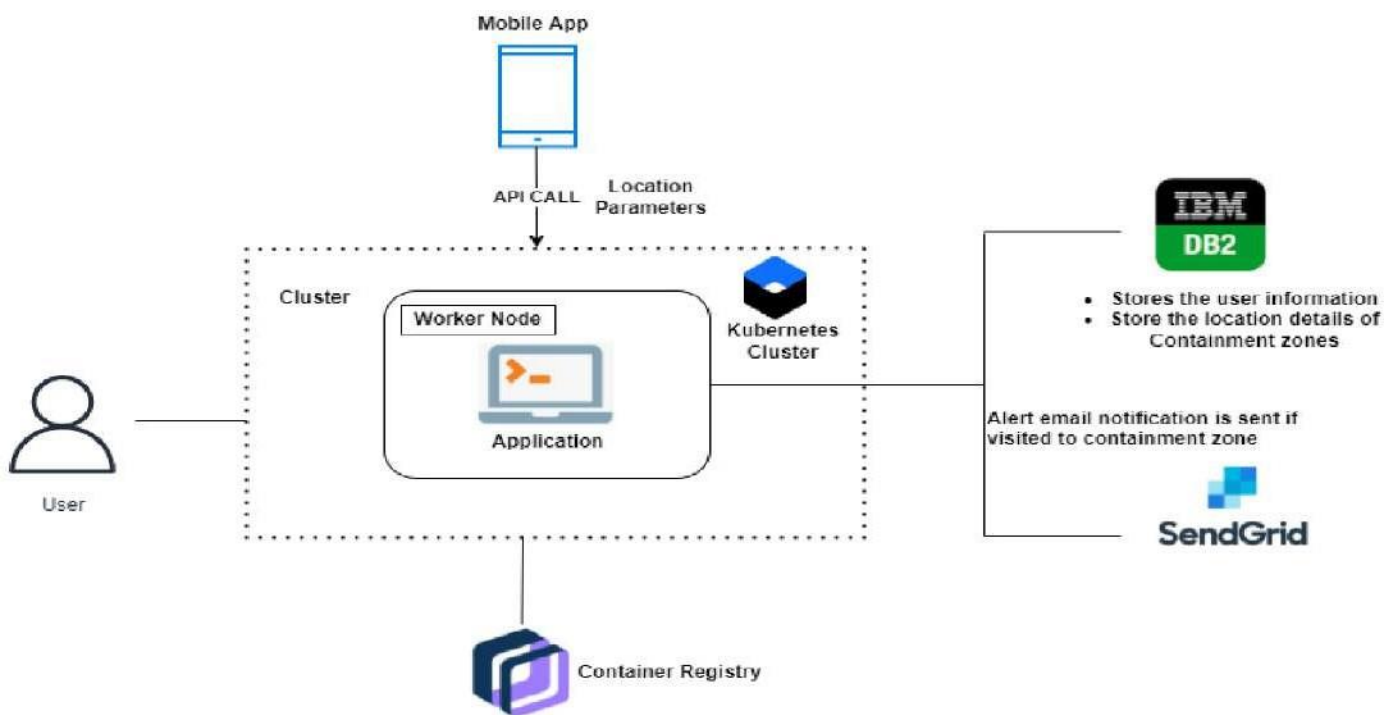 Mobile App
API CALL
Location
Parameters
IBM
DB2
Cluster
Worker Node
Kubernetes
Cluster
• Stores the user information
• Store the location details of
Containment zones
Application
Alert email notification is sent if
visited to containment zone
User
SendGrid
Container Registry